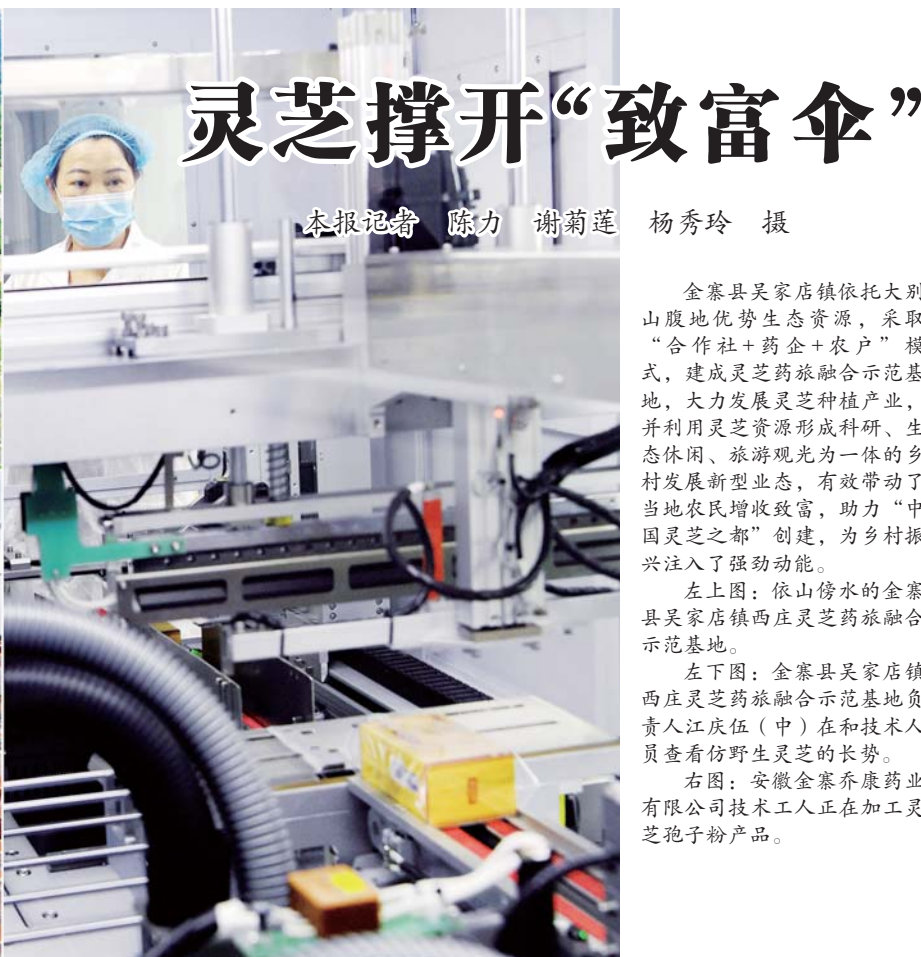 灵芝撑开“致富伞”
本报记者 陈力 谢菊莲 杨秀玲 摄
金寨县吴家店镇依托大别
山腹地优势生态资源，采取
“合作社+药企+农户”模
式，建成灵芝药旅融合示范基
地，大力发展灵芝种植产业，
并利用灵芝资源形成科研、生
态休闲、旅游观光为一体的乡
村发展新型业态，有效带动了
当地农民增收致富，助力“中
国灵芝之都”创建，为乡村振
兴注入了强劲动能。
左上图：依山傍水的金寨
县吴家店镇西庄灵芝药旅融合
示范基地。
左下图：金寨县吴家店镇
西庄灵芝药旅融合示范基地负
责人江庆伍（中）在和技术人
员查看仿野生灵芝的长势。
右图：安徽金寨乔康药业
有限公司技术工人正在加工灵
芝孢子粉产品。